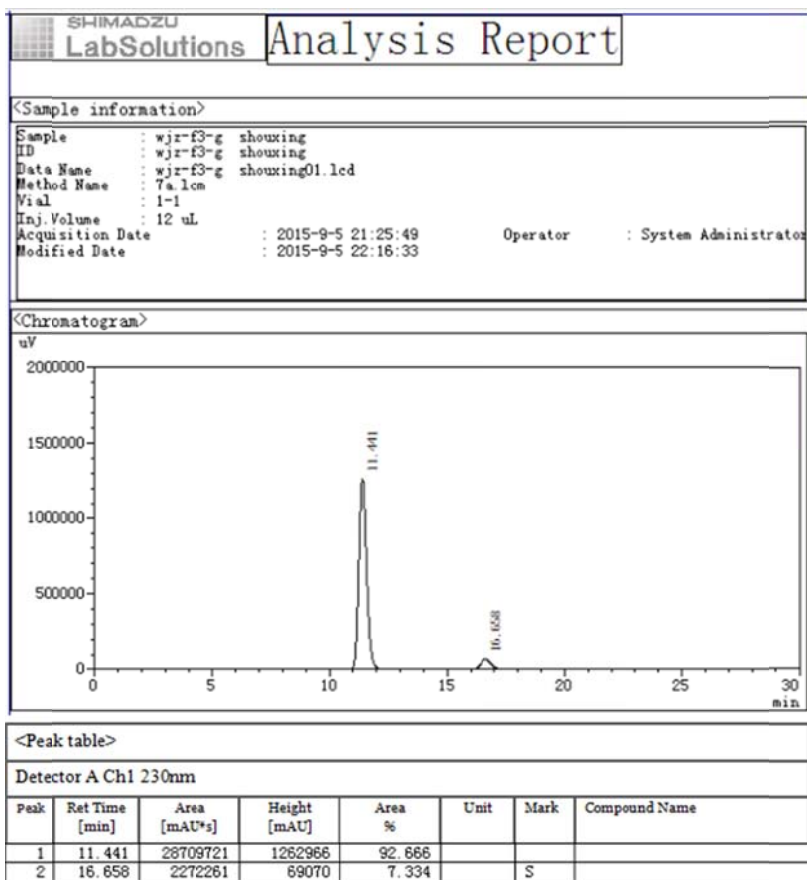 SHIMADZU
LabSolutions Analysis Report
<Sample information>
Sample : wjz-f3-g shouxing
ID : wjz-f3-g shouxing
Data Name : wjz-f3-g shouxing01.lcd
Method Name : 7a.lcm
Vial : 1-1
Inj.Volume : 12 uL
Acquisition Date : 2015-9-5 21:25:49 Operator : System Administrator
Modified Date : 2015-9-5 22:16:33
<Chromatogram>
uV
2000000
1500000
11.441
1000000
500000
16.658
0
0 5 10 15 20 25 30
min
<Peak table>
Detector A Ch1 230nm
Peak Ret Time [min] Area [mAU*s] Height [mAU] Area % Unit Mark Compound Name
1 11.441 28709721 1262966 92.666
2 16.658 2272261 69070 7.334 S